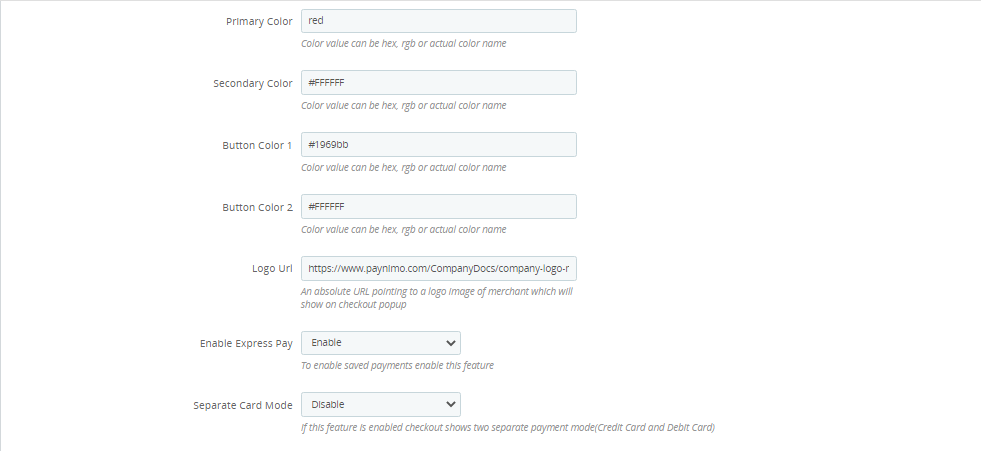 Primary Color red
Color value can be hex, rgb or actual color name
Secondary Color #FFFFFF
Color value can be hex, rgb or actual color name
Button Color 1 #1969bb
Color value can be hex, rgb or actual color name
Button Color 2 #FFFFFF
Color value can be hex, rgb or actual color name
Logo Url https://www.paynimo.com/CompanyDocs/company-logo-r
An absolute URL pointing to a logo image of merchant which will
show on checkout popup
Enable Express Pay Enable
To enable saved payments enable this feature
Separate Card Mode Disable
If this feature is enabled checkout shows two separate payment mode(Credit Card and Debit Card)